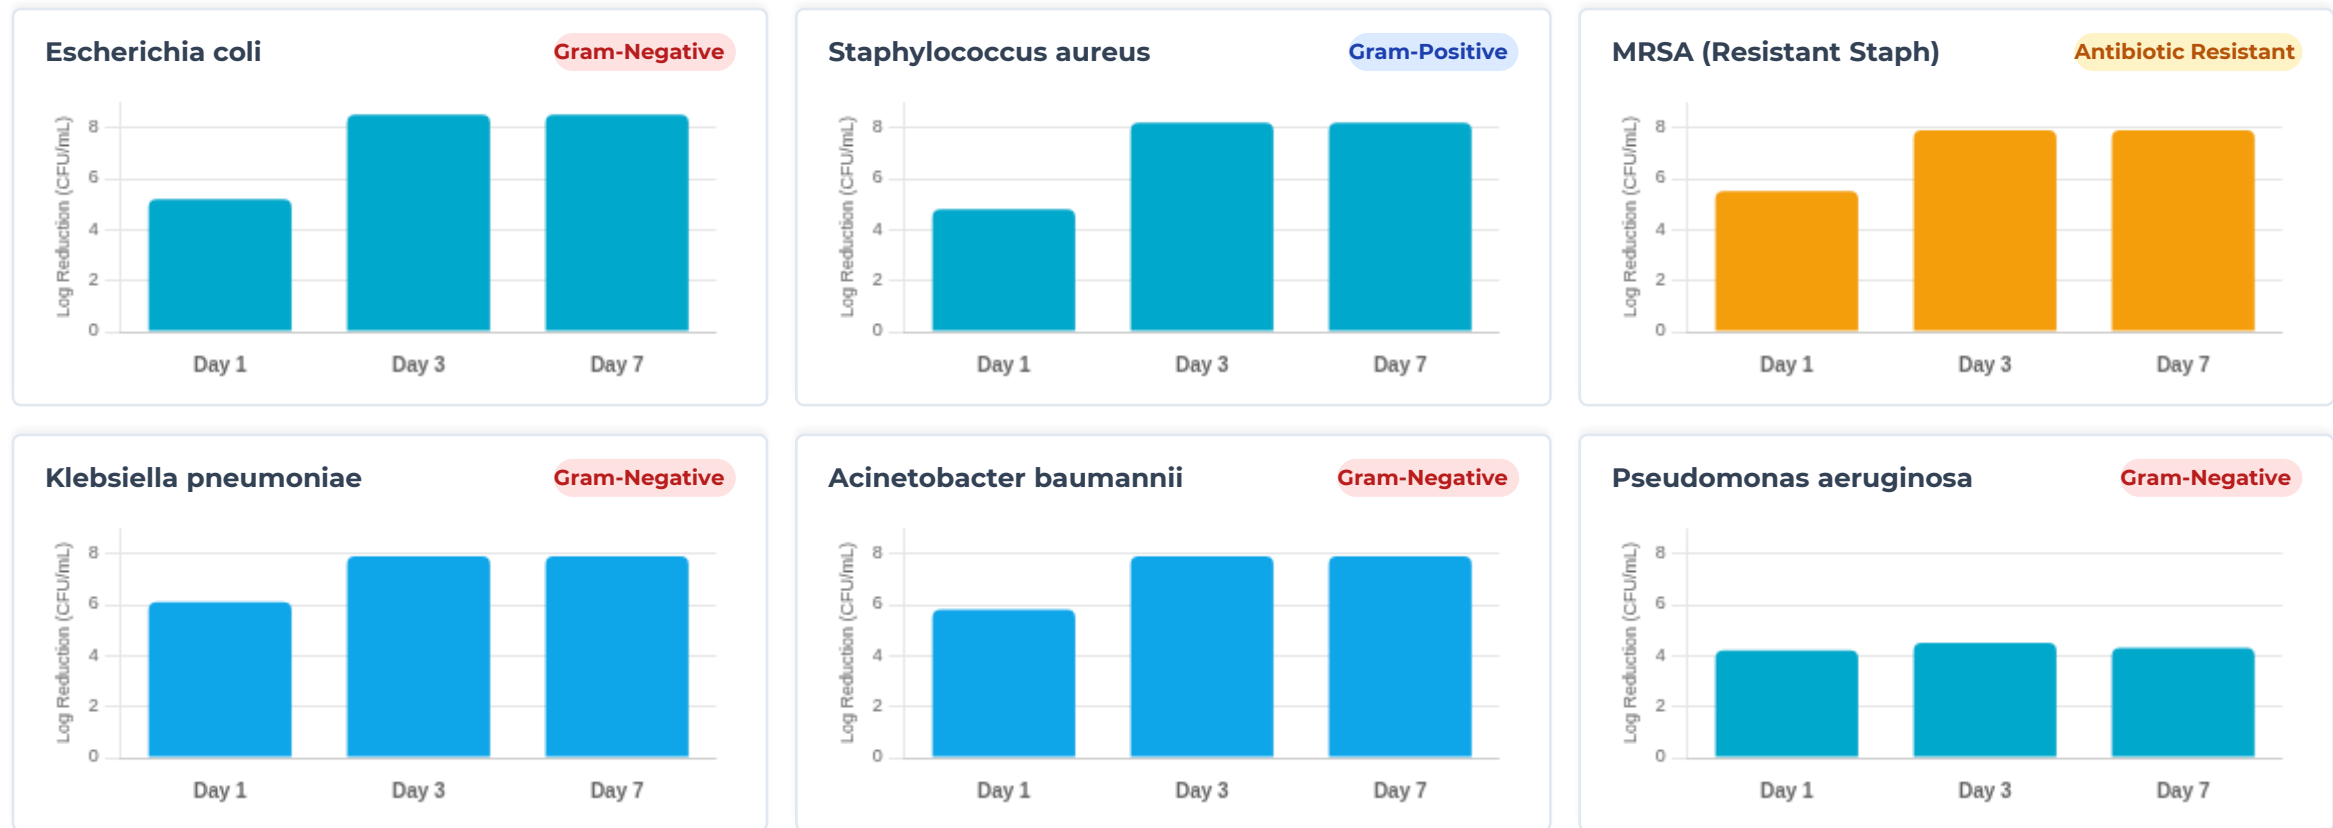 Escherichia coli
Gram-Negative
Log Reduction (CFU/mL)
8
6
4
2
0
Day 1
Day 3
Day 7
Staphylococcus aureus
Gram-Positive
Log Reduction (CFU/mL)
8
6
4
2
0
Day 1
Day 3
Day 7
MRSA (Resistant Staph)
Antibiotic Resistant
Log Reduction (CFU/mL)
8
6
4
2
0
Day 1
Day 3
Day 7
Klebsiella pneumoniae
Gram-Negative
Log Reduction (CFU/mL)
8
6
4
2
0
Day 1
Day 3
Day 7
Acinetobacter baumannii
Gram-Negative
Log Reduction (CFU/mL)
8
6
4
2
0
Day 1
Day 3
Day 7
Pseudomonas aeruginosa
Gram-Negative
Log Reduction (CFU/mL)
8
6
4
2
0
Day 1
Day 3
Day 7